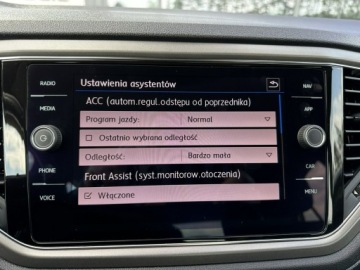 Ustawienia asystentów
RADIO
NAV
ACC (autom.regul.odstępu od poprzednika)
MEDIA
APP
Program jazdy: Normal
Ostatnio wybrana odległość
Odległość: Bardzo mała
PHONE
CAR
Front Assist (syst.monitorow.otoczenia)
VOICE
MENU
Włączone